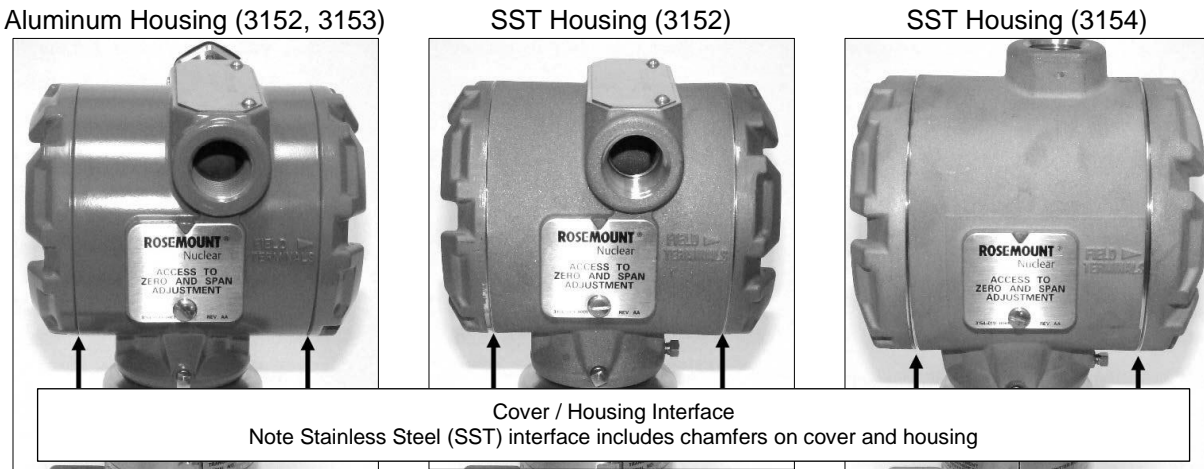 Aluminum Housing (3152, 3153)
SST Housing (3152)
SST Housing (3154)
ROSEMOUNT®
Nuclear
FIELD
TERMINALS
ACCESS TO
ZERO AND SPAN
ADJUSTMENT
REV AA
ROSEMOUNT®
Nuclear
FIELD
TERMINALS
ACCESS TO
ZERO AND SPAN
ADJUSTMENT
REV AA
ROSEMOUNT®
Nuclear
FIELD
TERMINALS
ACCESS TO
ZERO AND SPAN
ADJUSTMENT
REV AA
Cover / Housing Interface
Note Stainless Steel (SST) interface includes chamfers on cover and housing